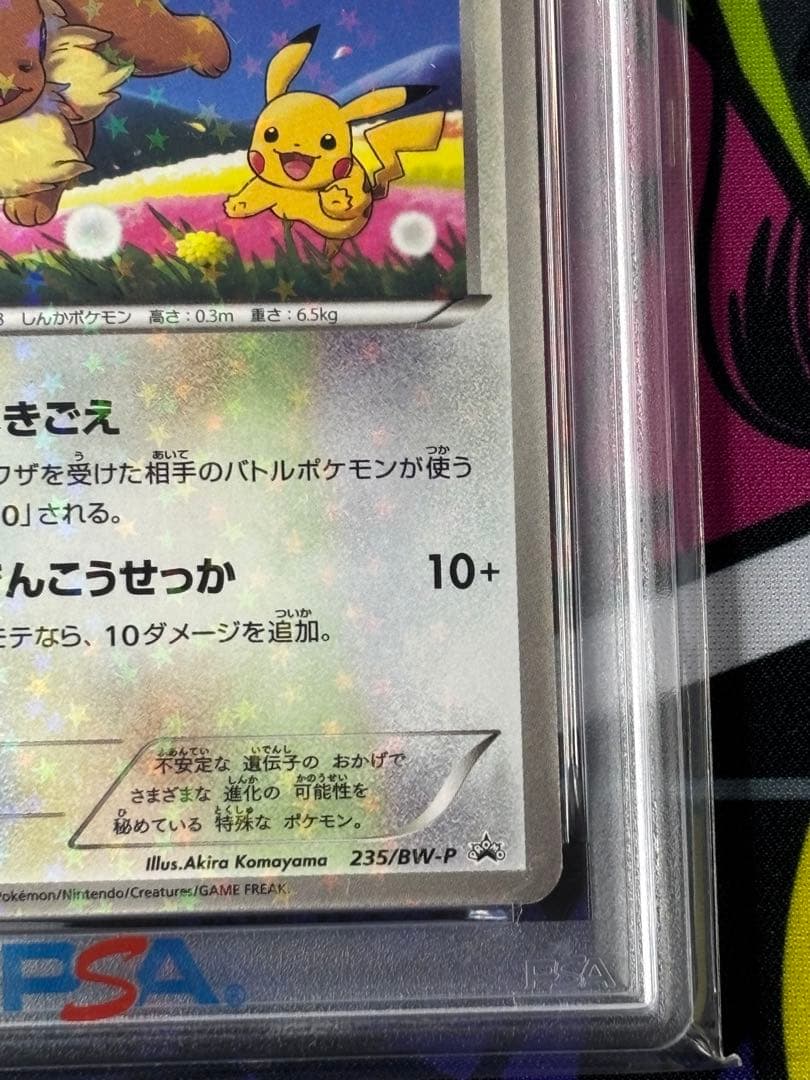 しんかポケモン 高さ：0.3m 重さ：6.5kg
きごえ
ワザを受けた相手のバトルポケモンが使う
0」される。
んこうせっか 10+
モテなら、10ダメージを追加。
不安定な 遺伝子の おかげで
さまざまな 進化の 可能性を
秘めている 特殊な ポケモン。
Illus.Akira Komayama 235/BW-P
Pokémon/Nintendo/Creatures/GAME FREAK.
PSA®
PSA